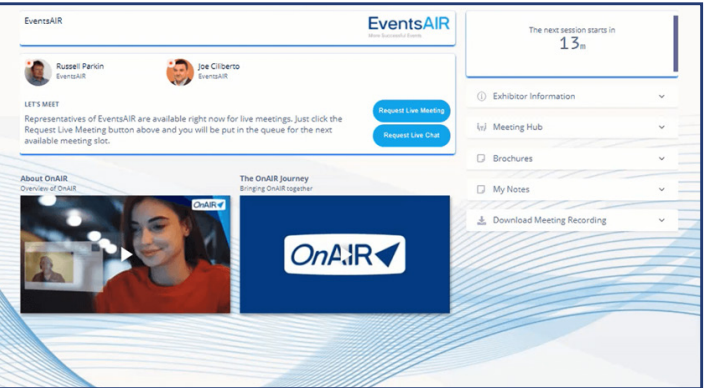 EventsAIR
EventsAIR
More Successful Events
Russell Parkin
EventsAIR
Joe Ciliberto
EventsAIR
LET'S MEET
Representatives of EventsAIR are available right now for live meetings. Just click the
Request Live Meeting button above and you will be put in the queue for the next
available meeting slot.
Request Live Meeting
Request Live Chat
About OnAIR
Overview of OnAIR
OnAIR
The OnAIR Journey
Bringing OnAIR together
OnAIR
The next session starts in
13m
Exhibitor Information
Meeting Hub
Brochures
My Notes
Download Meeting Recording